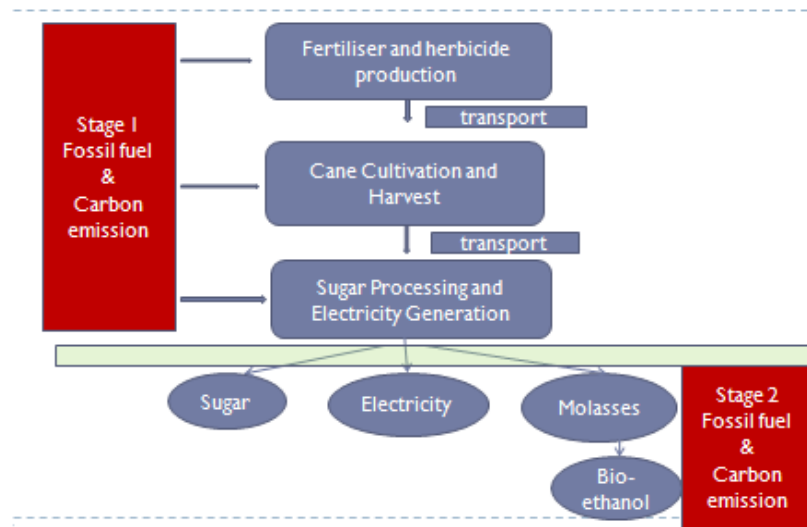 Fertiliser and herbicide
production
transport
Stage 1
Fossil fuel
&
Carbon
emission
Cane Cultivation and
Harvest
transport
Sugar Processing and
Electricity Generation
Sugar
Electricity
Molasses
Bio-
ethanol
Stage 2
Fossil fuel
&
Carbon
emission